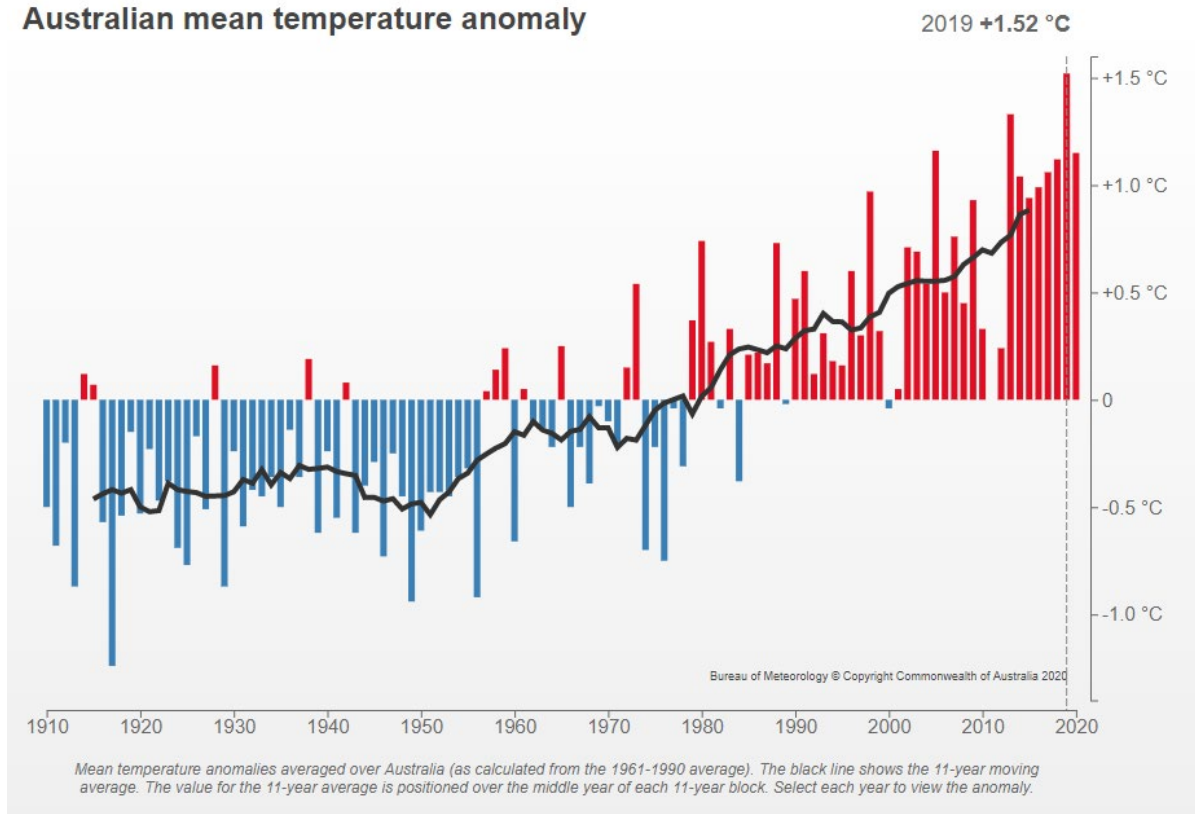 Australian mean temperature anomaly
2019 +1.52 °C
+1.5 °C
+1.0 °C
+0.5 °C
0
-0.5 °C
-1.0 °C
Bureau of Meteorology © Copyright Commonwealth of Australia 2020
1910 1920 1930 1940 1950 1960 1970 1980 1990 2000 2010 2020
Mean temperature anomalies averaged over Australia (as calculated from the 1961-1990 average). The black line shows the 11-year moving
average. The value for the 11-year average is positioned over the middle year of each 11-year block. Select each year to view the anomaly.